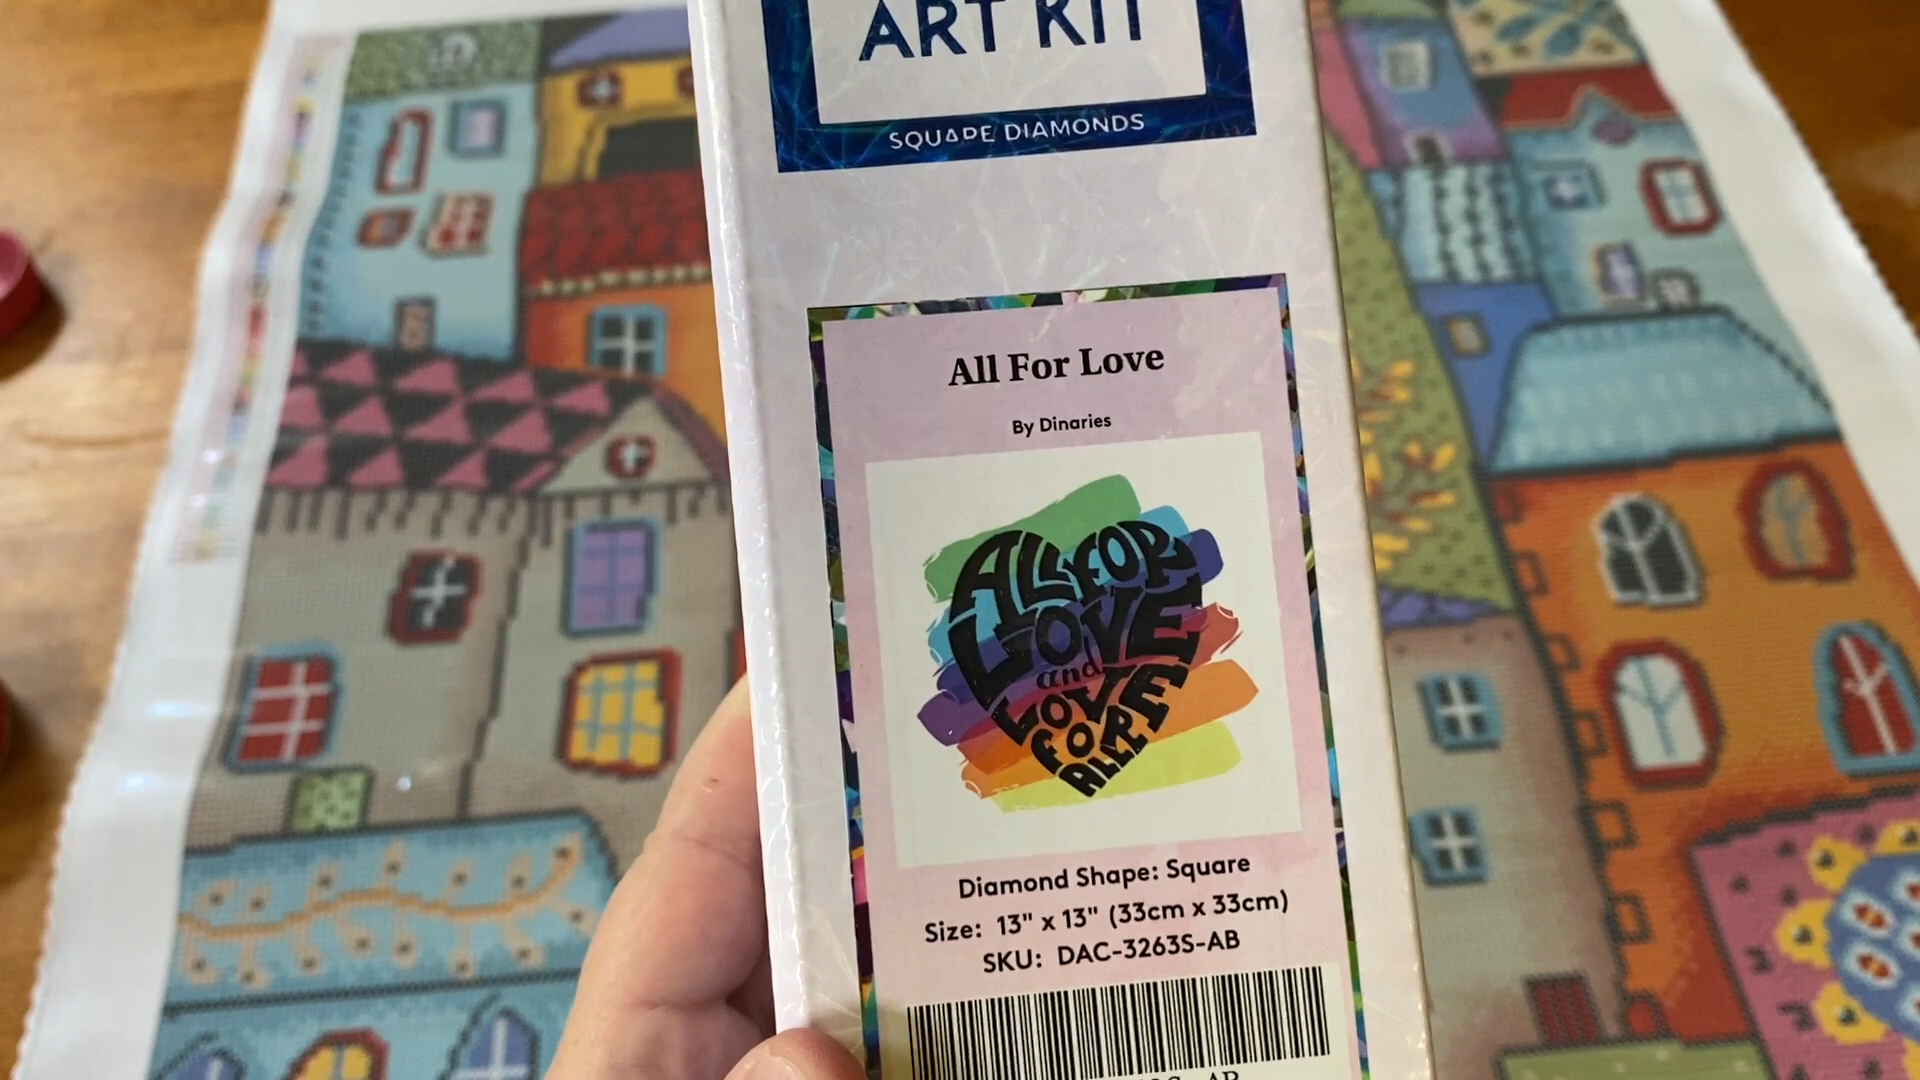 ART KIT
SQUARE DIAMONDS
All For Love
By Dinaries
ALL FOR
LOVE
and
LOVE
FOR
ALL
Diamond Shape: Square
Size: 13" x 13" (33cm x 33cm)
SKU: DAC-3263S-AB